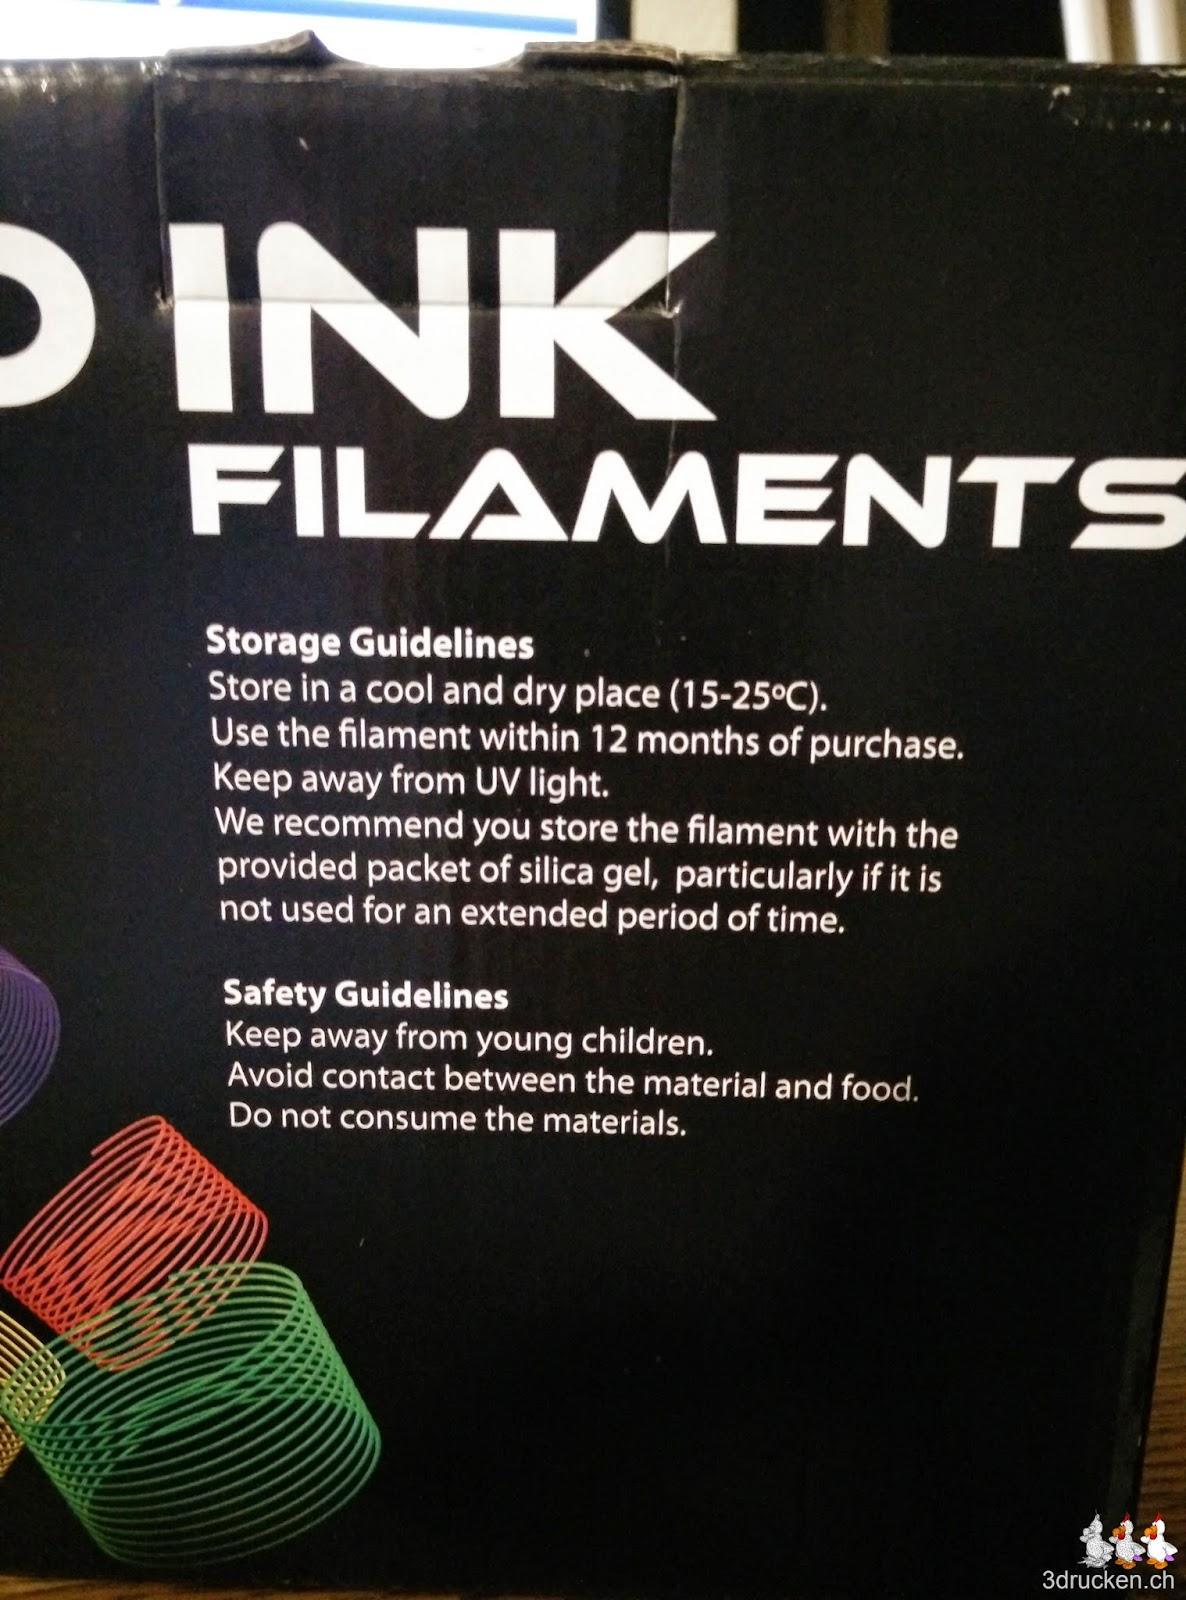 INK
FILAMENTS
Storage Guidelines
Store in a cool and dry place (15-25ºC).
Use the filament within 12 months of purchase.
Keep away from UV light.
We recommend you store the filament with the
provided packet of silica gel, particularly if it is
not used for an extended period of time.
Safety Guidelines
Keep away from young children.
Avoid contact between the material and food.
Do not consume the materials.
3drucken.ch